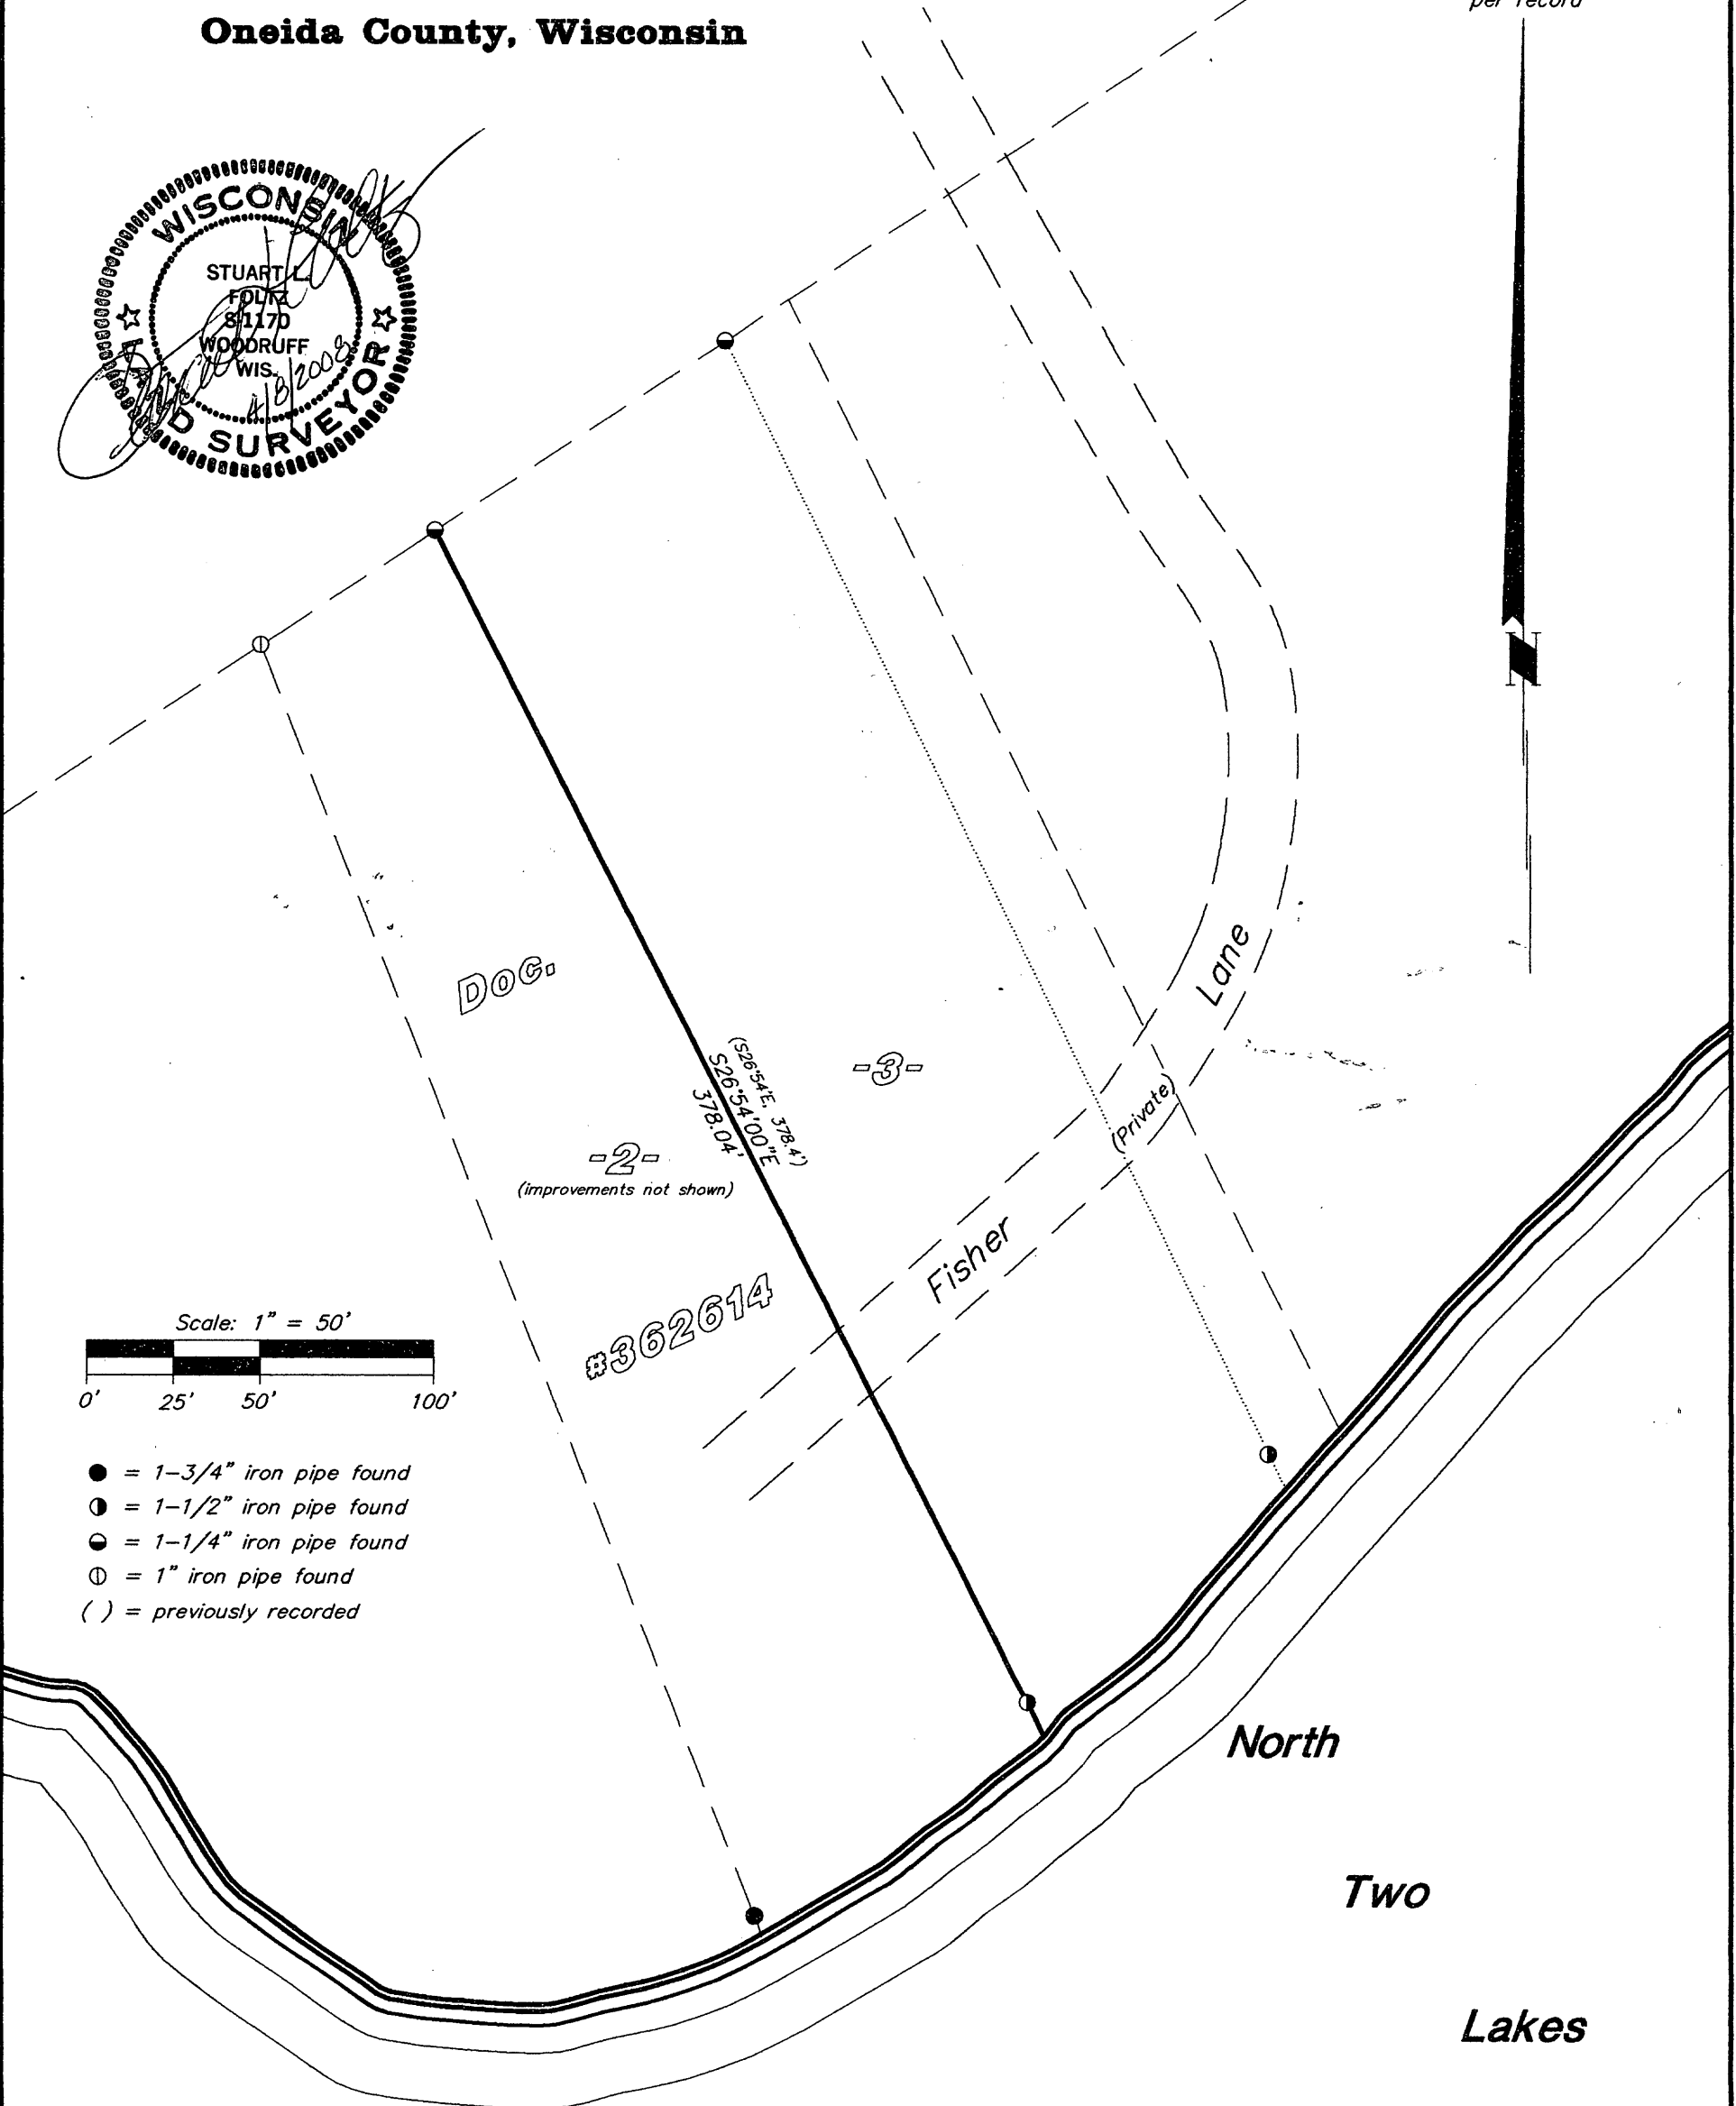 per record
Oneida County, Wisconsin
WISCONSIN
STUART L.
FOLTZ
S-1170
WOODRUFF
WIS.
4/8/2008
LAND SURVEYOR
N
Doc.
-3-
(S26°54'E, 378.4')
S26°54'00"E
378.04'
-2-
(improvements not shown)
#362614
Lane
(Private)
Fisher
Scale: 1" = 50'
0' 25' 50' 100'
= 1-3/4" iron pipe found
= 1-1/2" iron pipe found
= 1-1/4" iron pipe found
= 1" iron pipe found
( ) = previously recorded
North
Two
Lakes